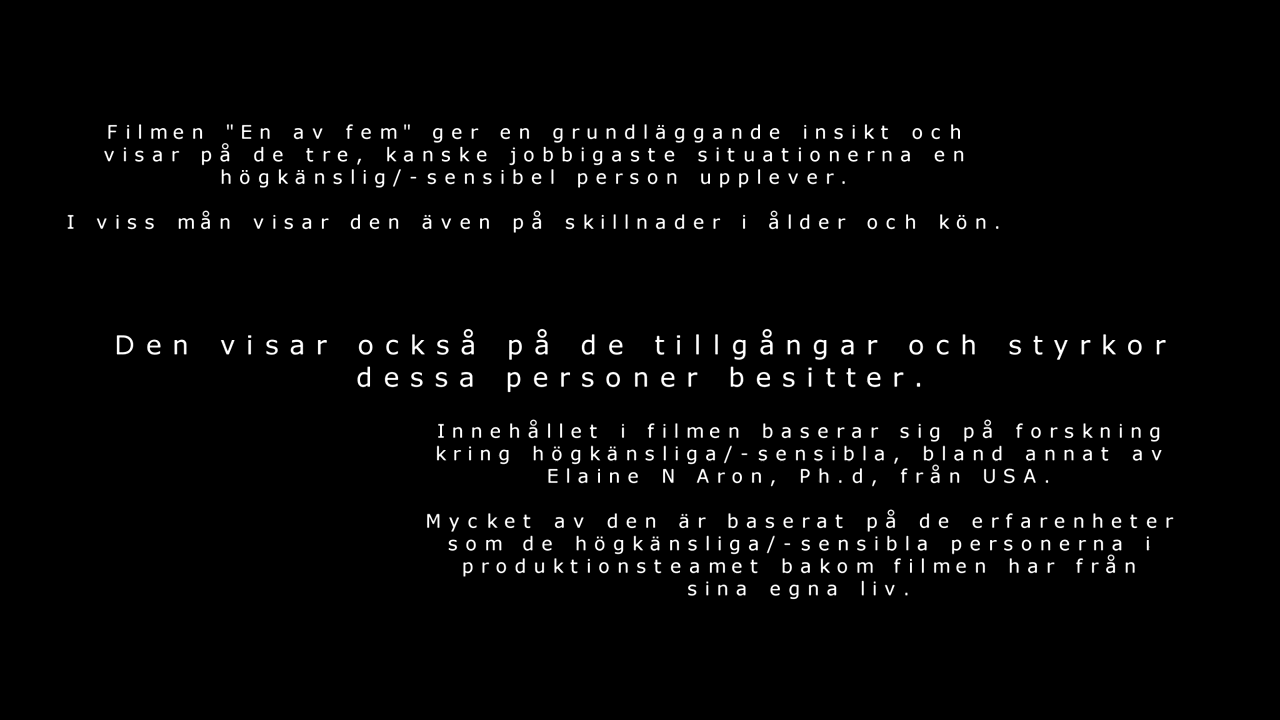 Filmen "En av fem" ger en grundläggande insikt och
visar på de tre, kanske jobbigaste situationerna en
högkänslig/-sensibel person upplever.
I viss mån visar den även på skillnader i ålder och kön.
Den visar också på de tillgångar och styrkor
dessa personer besitter.
Innehållet i filmen baserar sig på forskning
kring högkänsliga/-sensibla, bland annat av
Elaine N Aron, Ph.d, från USA.
Mycket av den är baserat på de erfarenheter
som de högkänsliga/-sensibla personerna i
produktionsteamet bakom filmen har från
sina egna liv.